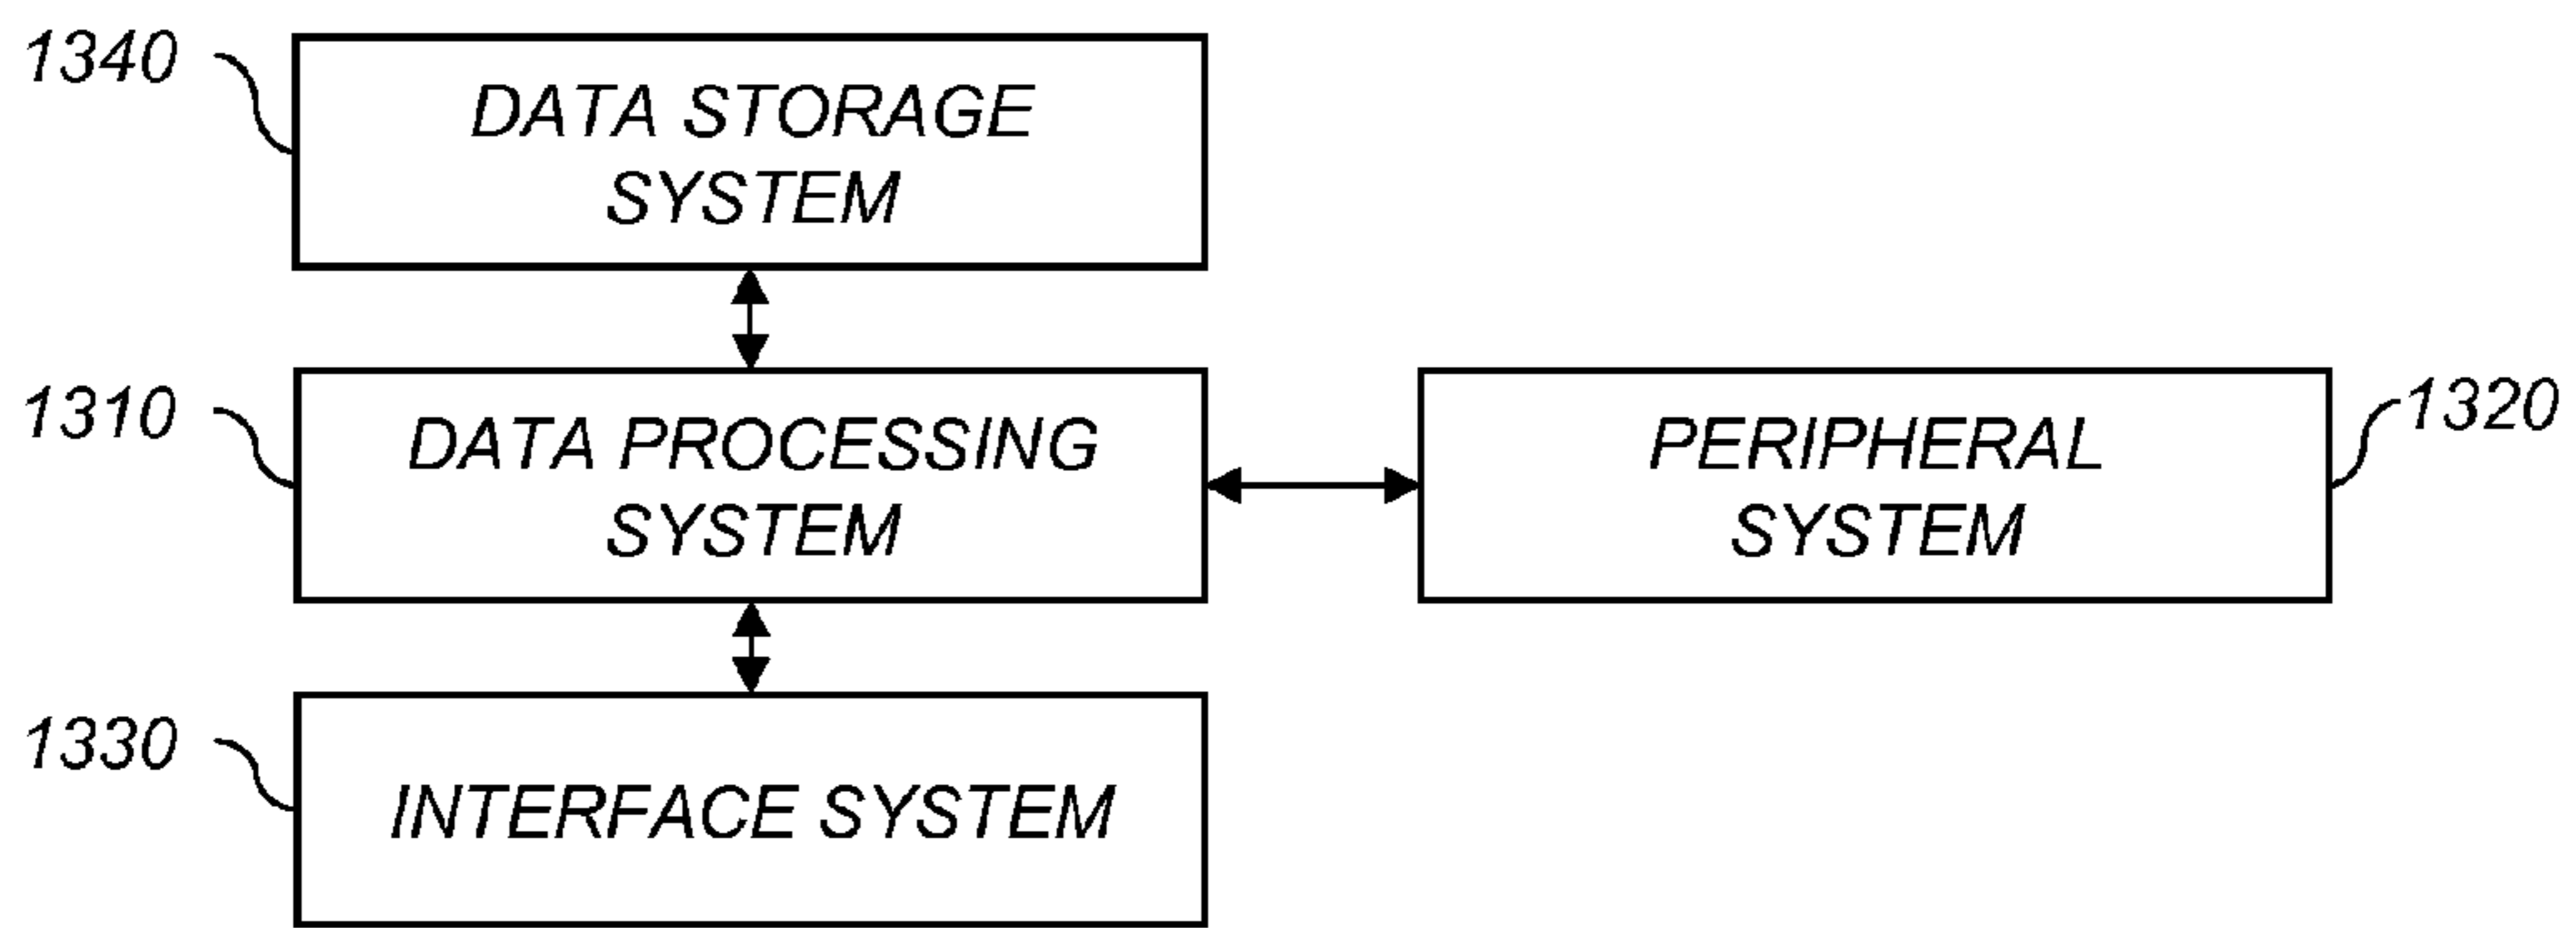 1340
DATA STORAGE
SYSTEM
1310
DATA PROCESSING
SYSTEM
PERIPHERAL
SYSTEM
1320
1330
INTERFACE SYSTEM